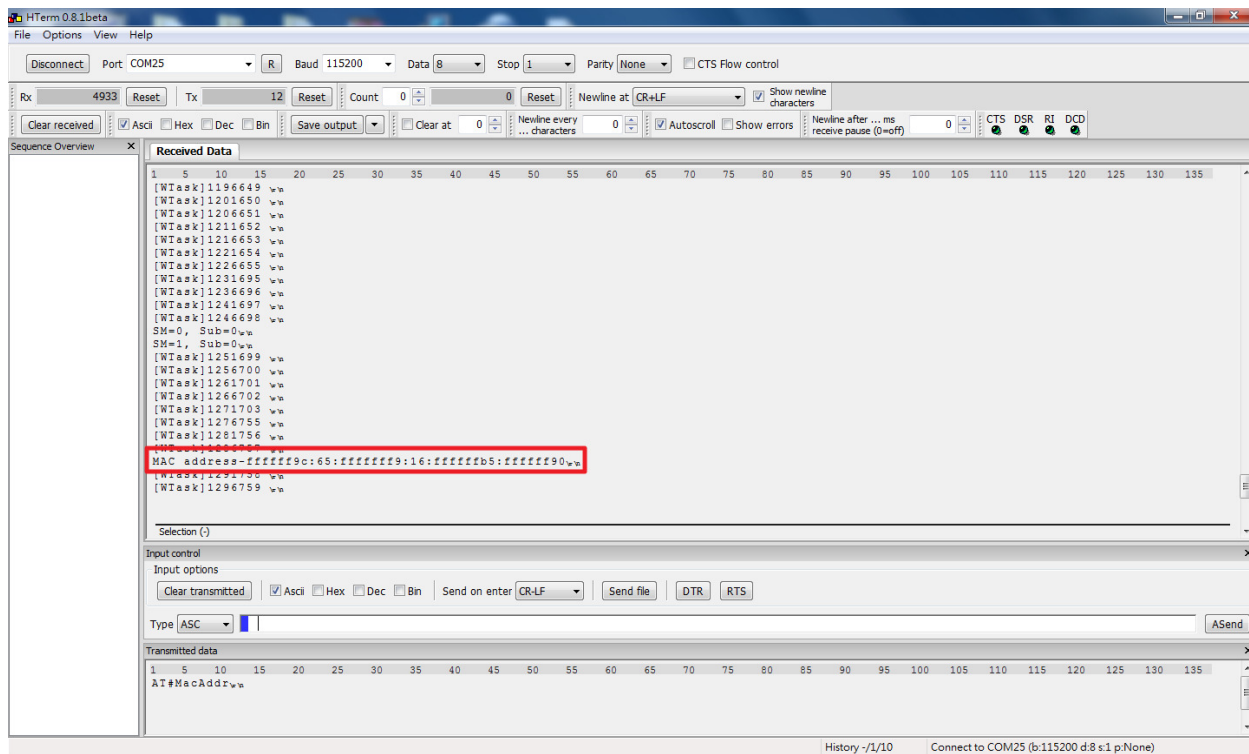 HTerm 0.8.1beta
File Options View Help
Disconnect Port COM25 R Baud 115200 Data 8 Stop 1 Parity None CTS Flow control
Rx 4933 Reset Tx 12 Reset Count 0 0 Reset Newline at CR+LF Show newline characters
Clear received Ascii Hex Dec Bin Save output Clear at 0 Newline every ... characters 0 Autoscroll Show errors Newline after ... ms receive pause (0=off) 0 CTS DSR RI DCD
Sequence Overview x
Received Data
1 5 10 15 20 25 30 35 40 45 50 55 60 65 70 75 80 85 90 95 100 105 110 115 120 125 130 135
[WTask]1196649 \r\n
[WTask]1201650 \r\n
[WTask]1206651 \r\n
[WTask]1211652 \r\n
[WTask]1216653 \r\n
[WTask]1221654 \r\n
[WTask]1226655 \r\n
[WTask]1231695 \r\n
[WTask]1236696 \r\n
[WTask]1241697 \r\n
[WTask]1246698 \r\n
SM=0, Sub=0\r\n
SM=1, Sub=0\r\n
[WTask]1251699 \r\n
[WTask]1256700 \r\n
[WTask]1261701 \r\n
[WTask]1266702 \r\n
[WTask]1271703 \r\n
[WTask]1276755 \r\n
[WTask]1281756 \r\n
[WTask]1286757 \r\n
MAC address-ffffff9c:65:fffffff9:16:ffffffb5:ffffff90\r\n
[WTask]1291758 \r\n
[WTask]1296759 \r\n
Selection (-)
Input control x
Input options
Clear transmitted Ascii Hex Dec Bin Send on enter CR-LF Send file DTR RTS
Type ASC ASend
Transmitted data x
1 5 10 15 20 25 30 35 40 45 50 55 60 65 70 75 80 85 90 95 100 105 110 115 120 125 130 135
AT#MacAddr\r\n
History -/1/10 Connect to COM25 (b:115200 d:8 s:1 p:None)